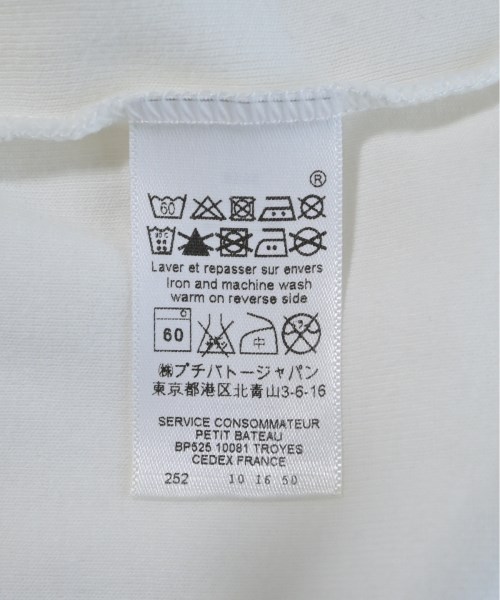 ®
60
Laver et repasser sur envers
Iron and machine wash
warm on reverse side
60 中
㈱プチバトージャパン
東京都港区北青山3-6-16
SERVICE CONSOMMATEUR
PETIT BATEAU
BP525 10081 TROYES
CEDEX FRANCE
252 10 16 50